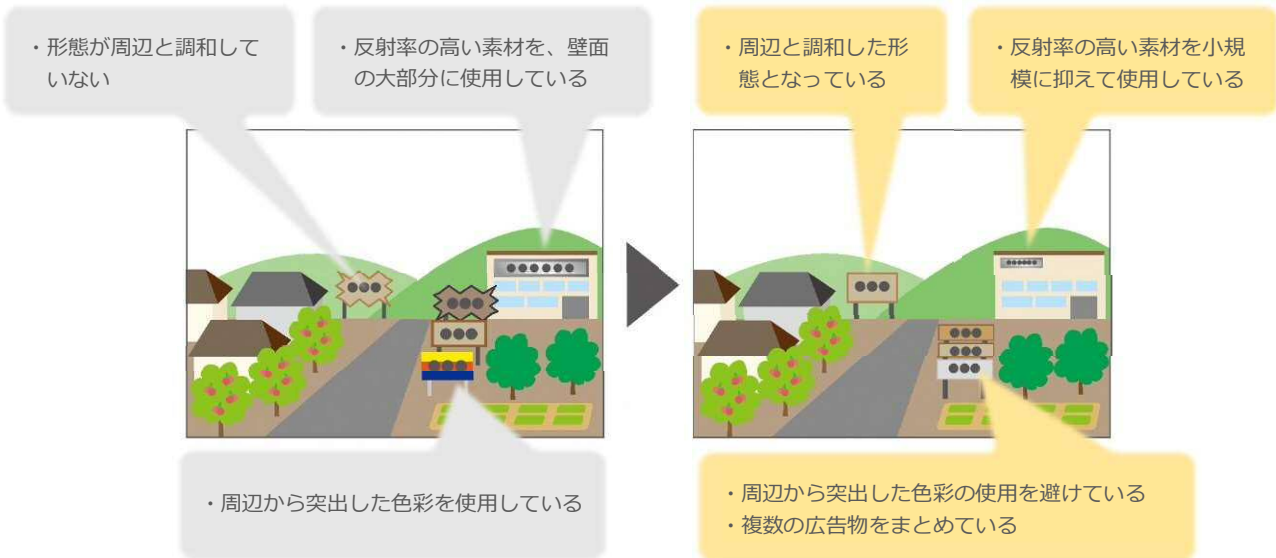 ・形態が周辺と調和して
いない
・反射率の高い素材を、壁面
の大部分に使用している
・周辺と調和した形
態となっている
・反射率の高い素材を小規
模に抑えて使用している
・周辺から突出した色彩を使用している
・周辺から突出した色彩の使用を避けている
・複数の広告物をまとめている